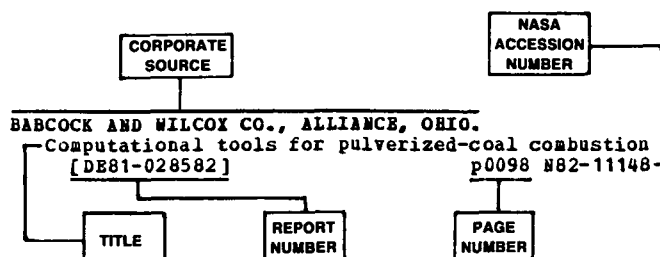 NASA
ACCESSION
NUMBER
CORPORATE
SOURCE
BABCOCK AND WILCOX CO., ALLIANCE, OHIO.
Computational tools for pulverized-coal combustion
[DE81-028582] p0098 N82-11148-
TITLE
REPORT
NUMBER
PAGE
NUMBER